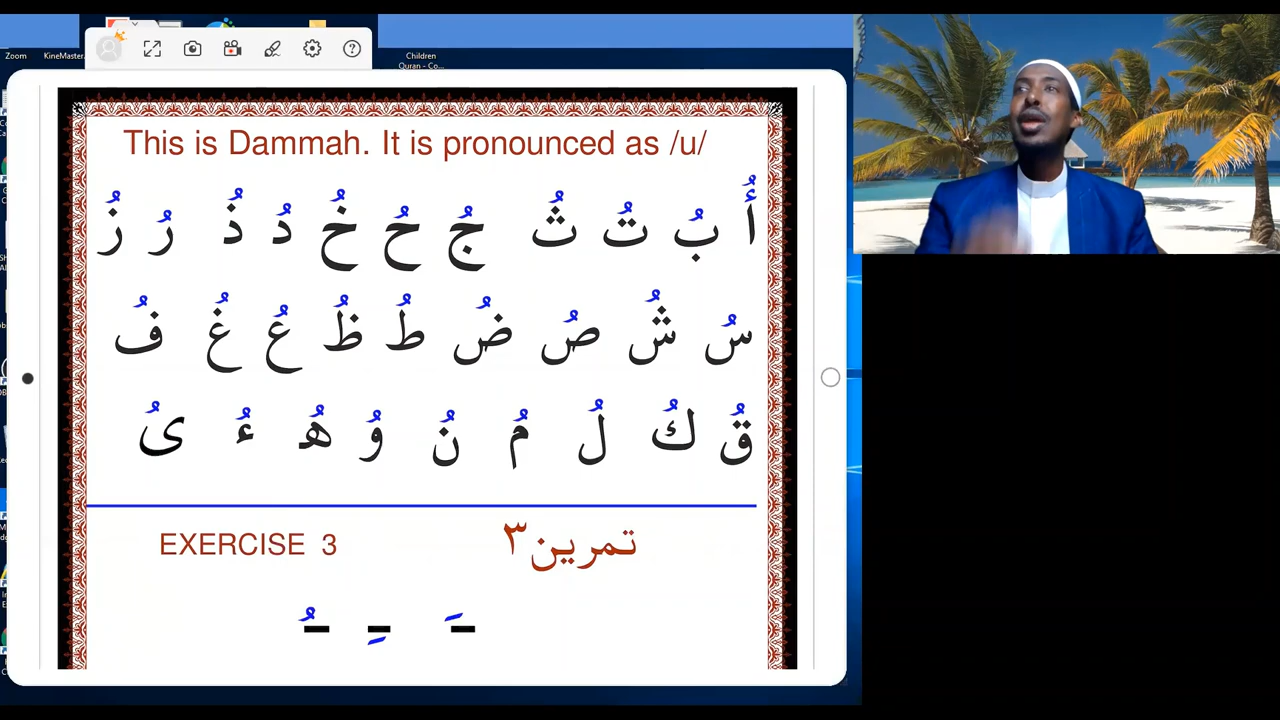 Zoom KineMaster Children
Quran - Co...
This is Dammah. It is pronounced as /u/
أُ بُ تُ ثُ جُ حُ خُ دُ ذُ رُ زُ
سُ شُ صُ ضُ طُ ظُ عُ غُ فُ
قُ كُ لُ مُ نُ وُ هُ ءُ ىُ
EXERCISE 3 تمرين٣
ـَ ـِ ـُ